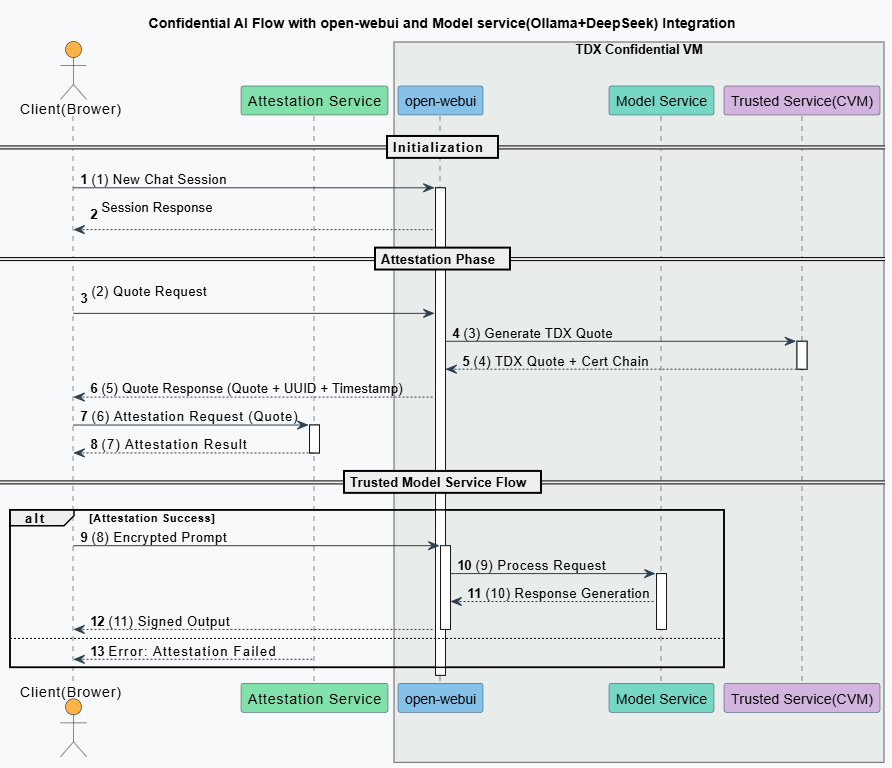 Confidential AI Flow with open-webui and Model service(Ollama+DeepSeek) Integration
TDX Confidential VM
Client(Brower)
Attestation Service
open-webui
Model Service
Trusted Service(CVM)
Initialization
1 (1) New Chat Session
2 Session Response
Attestation Phase
3 (2) Quote Request
4 (3) Generate TDX Quote
5 (4) TDX Quote + Cert Chain
6 (5) Quote Response (Quote + UUID + Timestamp)
7 (6) Attestation Request (Quote)
8 (7) Attestation Result
Trusted Model Service Flow
alt [Attestation Success]
9 (8) Encrypted Prompt
10 (9) Process Request
11 (10) Response Generation
12 (11) Signed Output
13 Error: Attestation Failed
Client(Brower)
Attestation Service
open-webui
Model Service
Trusted Service(CVM)